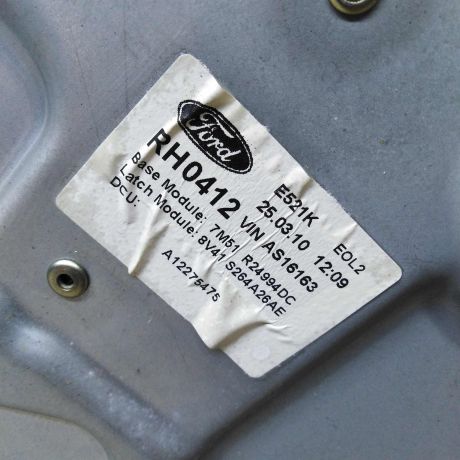 Ford
E521K EOL2
25.03.10 12:09
RH0412 VIN AS16163
Base Module: 7M51 R24994DC
Latch Module: 8V41 S264A26AE
DCU:
A12275475